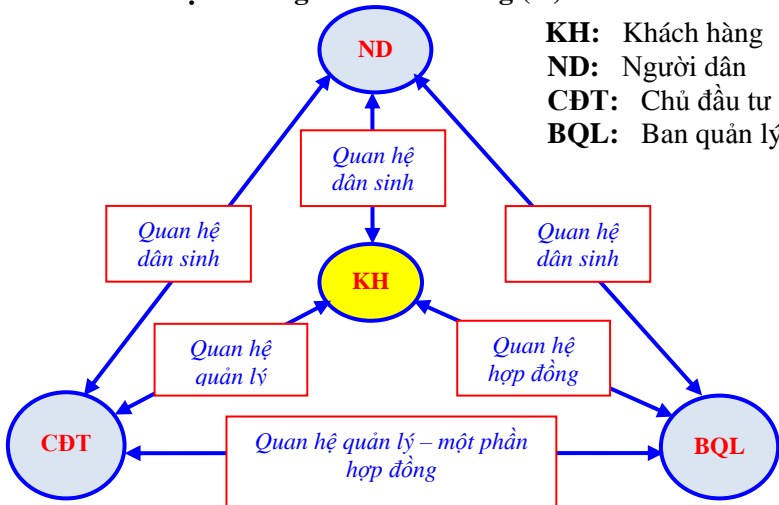 KH: Khách hàng
ND: Người dân
CĐT: Chủ đầu tư
BQL: Ban quản lý
ND
Quan hệ
dân sinh
Quan hệ
dân sinh
Quan hệ
dân sinh
KH
Quan hệ
quản lý
Quan hệ
hợp đồng
CĐT
Quan hệ quản lý – một phần
hợp đồng
BQL